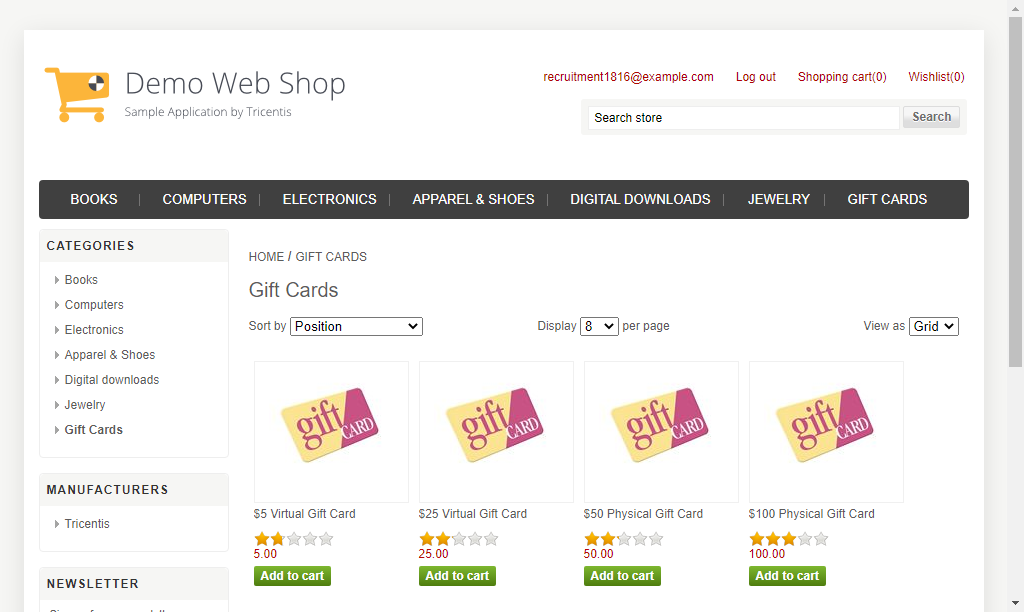 Demo Web Shop
Sample Application by Tricentis
recruitment1816@example.com Log out Shopping cart(0) Wishlist(0)
Search store Search
BOOKS COMPUTERS ELECTRONICS APPAREL & SHOES DIGITAL DOWNLOADS JEWELRY GIFT CARDS
CATEGORIES
Books
Computers
Electronics
Apparel & Shoes
Digital downloads
Jewelry
Gift Cards
MANUFACTURERS
Tricentis
NEWSLETTER
HOME / GIFT CARDS
Gift Cards
Sort by Position Display 8 per page View as Grid
gift CARD gift CARD gift CARD gift CARD
$5 Virtual Gift Card $25 Virtual Gift Card $50 Physical Gift Card $100 Physical Gift Card
5.00 25.00 50.00 100.00
Add to cart Add to cart Add to cart Add to cart